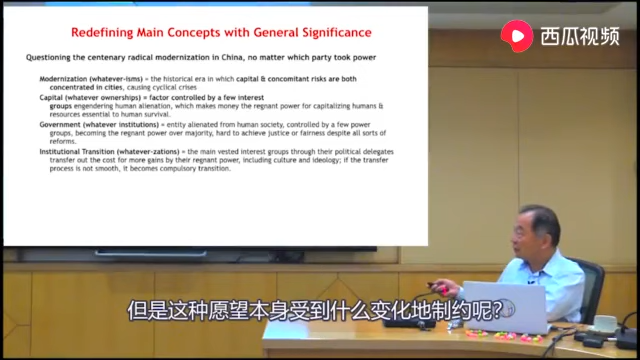 Redefining Main Concepts with General Significance
西瓜视频
Questioning the centenary radical modernization in China, no matter which party took power
Modernization (whatever-isms) = the historical era in which capital & concomitant risks are both
concentrated in cities, causing cyclical crises
Capital (whatever ownerships) = factor controlled by a few interest
groups engendering human alienation, which makes money the regnant power for capitalizing humans &
resources essential to human survival.
Government (whatever institutions) = entity alienated from human society, controlled by a few power
groups, becoming the regnant power over majority, hard to achieve justice or fairness despite all sorts of
reforms.
Institutional Transition (whatever-zations) = the main vested interest groups through their political delegates
transfer out the cost for more gains by their regnant power, including culture and ideology; if the transfer
process is not smooth, it becomes compulsory transition.
但是这种愿望本身受到什么变化地制约呢?